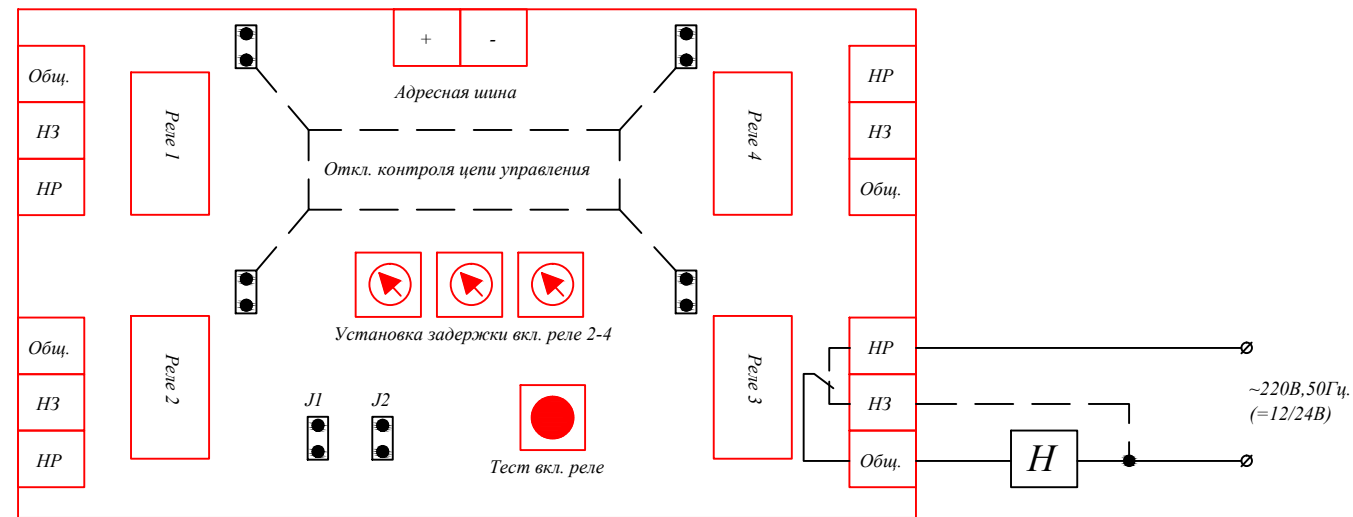 + -
Адресная шина
Общ.
НЗ
НР
Реле 1
Реле 4
НР
НЗ
Общ.
Откл. контроля цепи управления
Установка задержки вкл. реле 2-4
Общ.
НЗ
НР
Реле 2
J1 J2
Тест вкл. реле
Реле 3
НР
НЗ
Общ.
Н
~220В,50Гц.
(=12/24В)